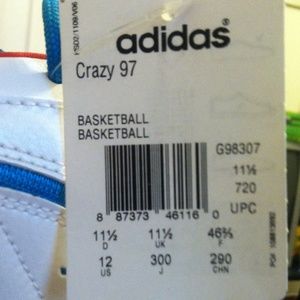 adidas®
Crazy 97
BASKETBALL
BASKETBALL
G98307
11½
720
UPC
8 87373 46116 0
11½ 11½ 46⅔
D UK F
12 300 290
US J CHN